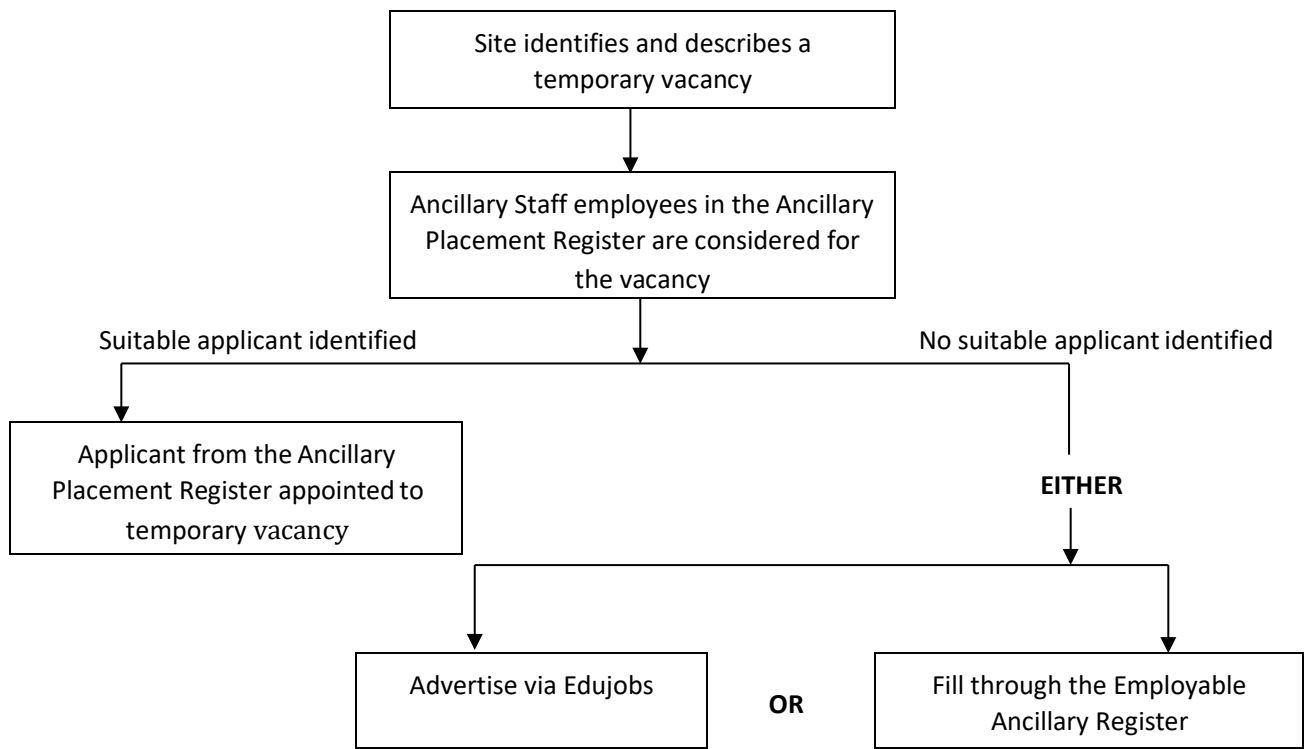 Site identifies and describes a
temporary vacancy
Ancillary Staff employees in the Ancillary
Placement Register are considered for
the vacancy
Suitable applicant identified
No suitable applicant identified
Applicant from the Ancillary
Placement Register appointed to
temporary vacancy
EITHER
Advertise via Edujobs
OR
Fill through the Employable
Ancillary Register